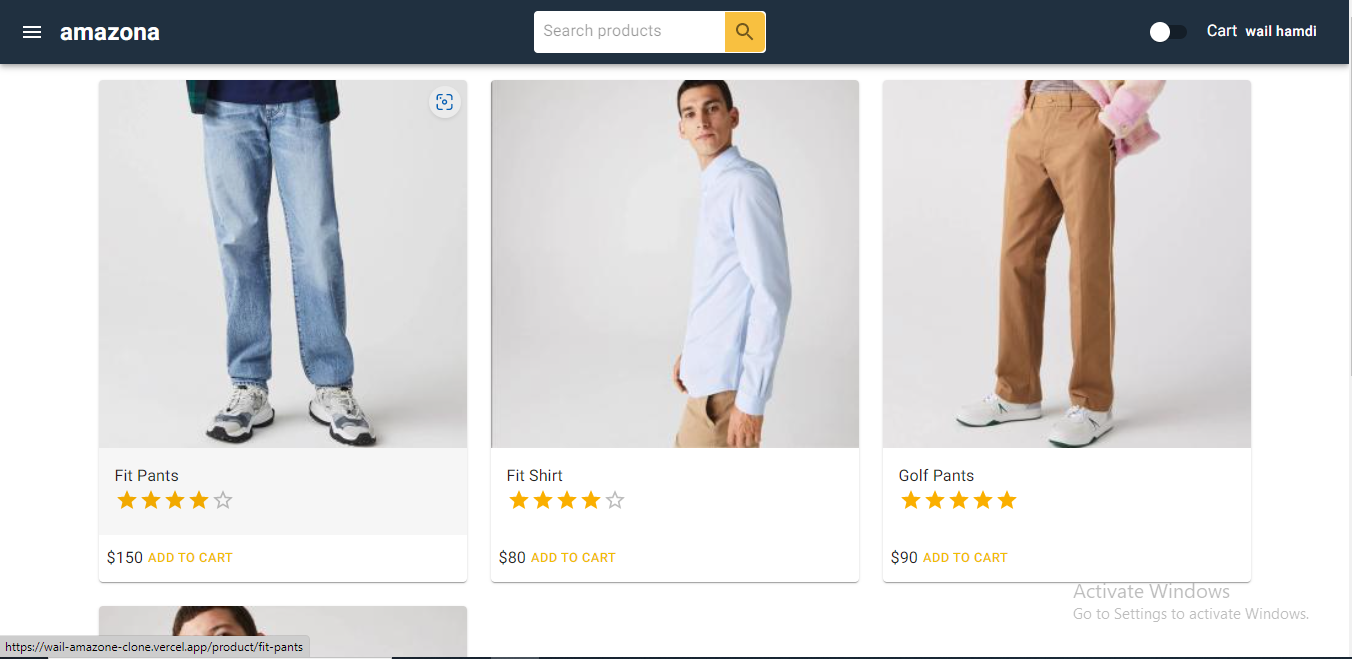 amazona
Search products
Cart wail hamdi
Fit Pants
$150 ADD TO CART
Fit Shirt
$80 ADD TO CART
Golf Pants
$90 ADD TO CART
Activate Windows
Go to Settings to activate Windows.
https://wail-amazone-clone.vercel.app/product/fit-pants